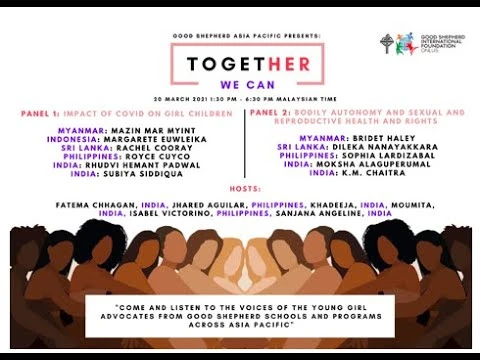 GOOD SHEPHERD ASIA PACIFIC PRESENTS:
GOOD SHEPHERD
INTERNATIONAL
FOUNDATION
ONLUS
TOGETHER
WE CAN
20 MARCH 2021 1:30 PM - 6:30 PM MALAYSIAN TIME
PANEL 1: IMPACT OF COVID ON GIRL CHILDREN
MYANMAR: MAZIN MAR MYINT
INDONESIA: MARGARETE EUWLEIKA
SRI LANKA: RACHEL COORAY
PHILIPPINES: ROYCE CUYCO
INDIA: RHUDVI HEMANT PADWAL
INDIA: SUBIYA SIDDIQUA
PANEL 2: BODILY AUTONOMY AND SEXUAL AND
REPRODUCTIVE HEALTH AND RIGHTS
MYANMAR: BRIDET HALEY
SRI LANKA: DILEKA NANAYAKKARA
PHILIPPINES: SOPHIA LARDIZABAL
INDIA: MOKSHA ALAGUPERUMAL
INDIA: K.M. CHAITRA
HOSTS:
FATEMA CHHAGAN, INDIA, JHARED AGUILAR, PHILIPPINES, KHADEEJA, INDIA, MOUMITA,
INDIA, ISABEL VICTORINO, PHILIPPINES, SANJANA ANGELINE, INDIA
"COME AND LISTEN TO THE VOICES OF THE YOUNG GIRL
ADVOCATES FROM GOOD SHEPHERD SCHOOLS AND PROGRAMS
ACROSS ASIA PACIFIC"